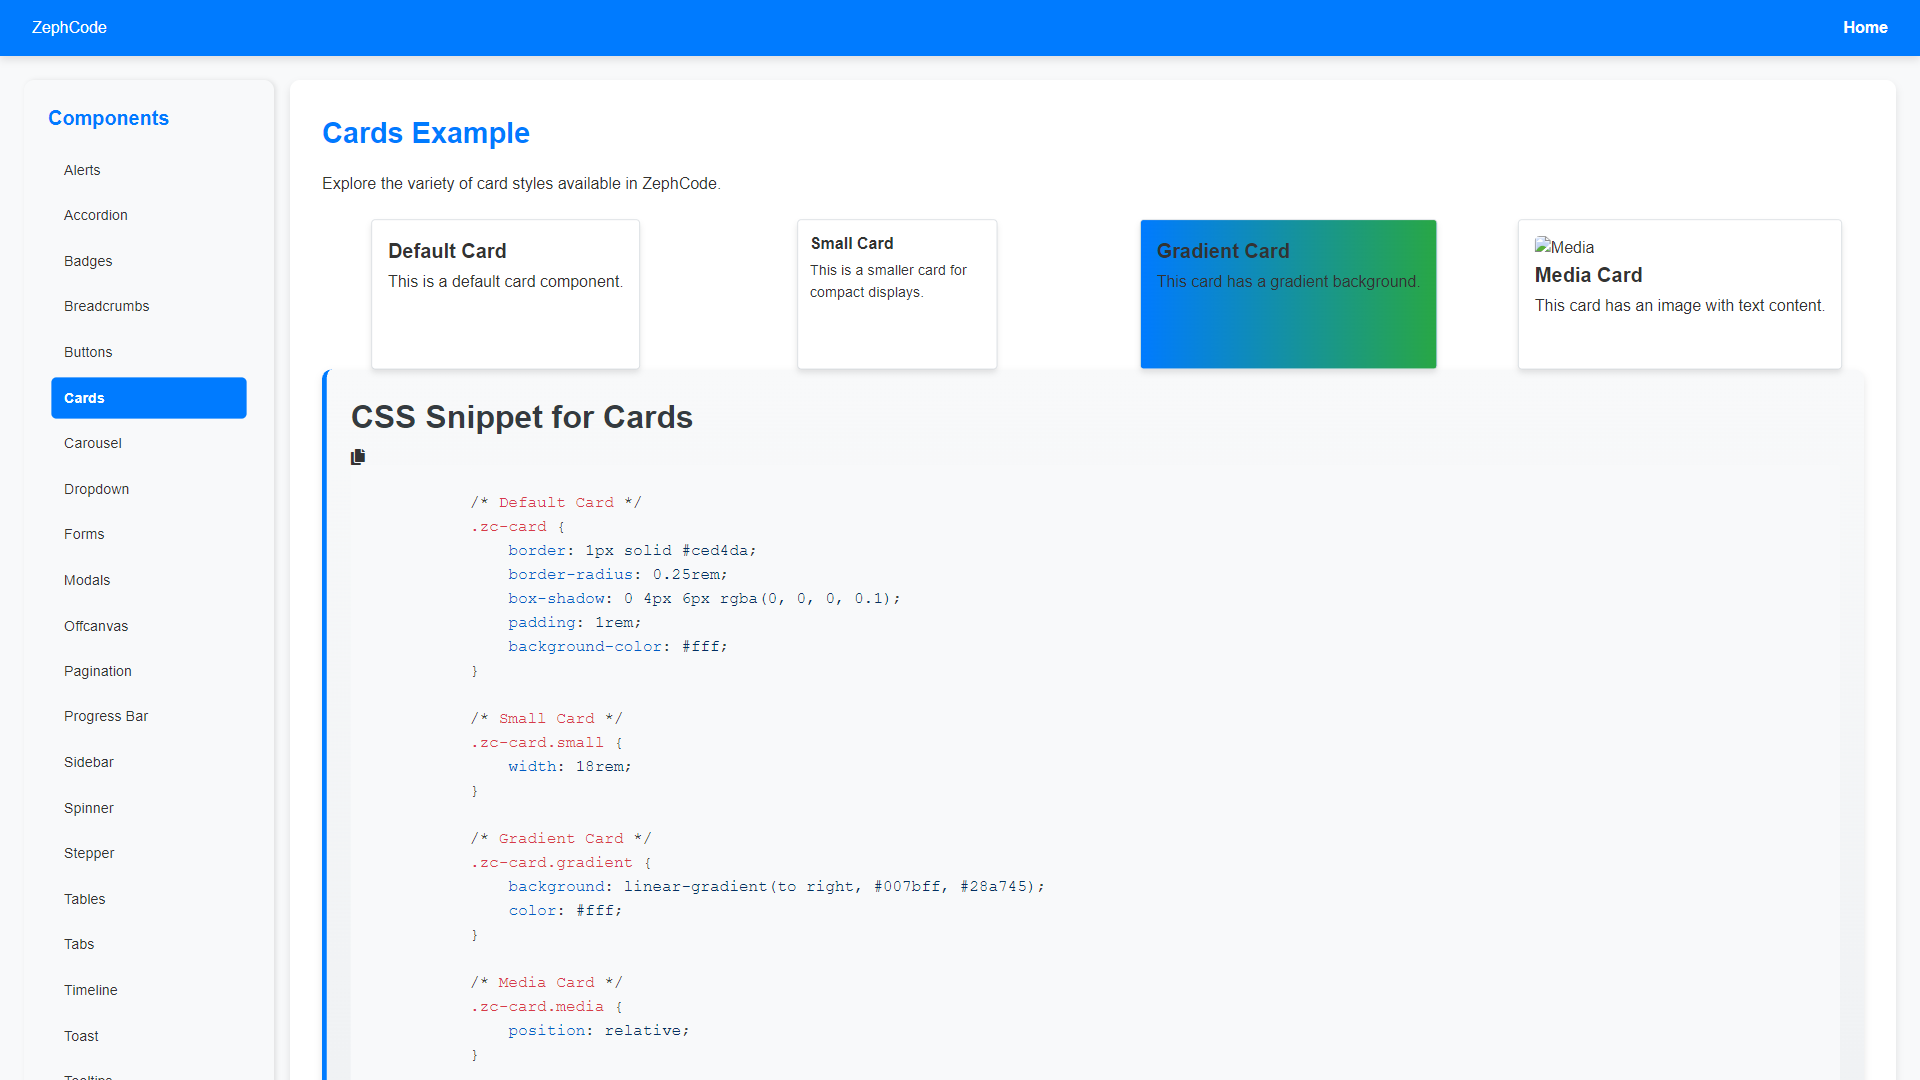 ZephCode
Home
Components
Alerts
Accordion
Badges
Breadcrumbs
Buttons
Cards
Carousel
Dropdown
Forms
Modals
Offcanvas
Pagination
Progress Bar
Sidebar
Spinner
Stepper
Tables
Tabs
Timeline
Toast
Tooltips
Cards Example
Explore the variety of card styles available in ZephCode.
Default Card
This is a default card component.
Small Card
This is a smaller card for
compact displays.
Gradient Card
This card has a gradient background.
Media
Media Card
This card has an image with text content.
CSS Snippet for Cards
/* Default Card */
.zc-card {
    border: 1px solid #ced4da;
    border-radius: 0.25rem;
    box-shadow: 0 4px 6px rgba(0, 0, 0, 0.1);
    padding: 1rem;
    background-color: #fff;
}
/* Small Card */
.zc-card.small {
    width: 18rem;
}
/* Gradient Card */
.zc-card.gradient {
    background: linear-gradient(to right, #007bff, #28a745);
    color: #fff;
}
/* Media Card */
.zc-card.media {
    position: relative;
}